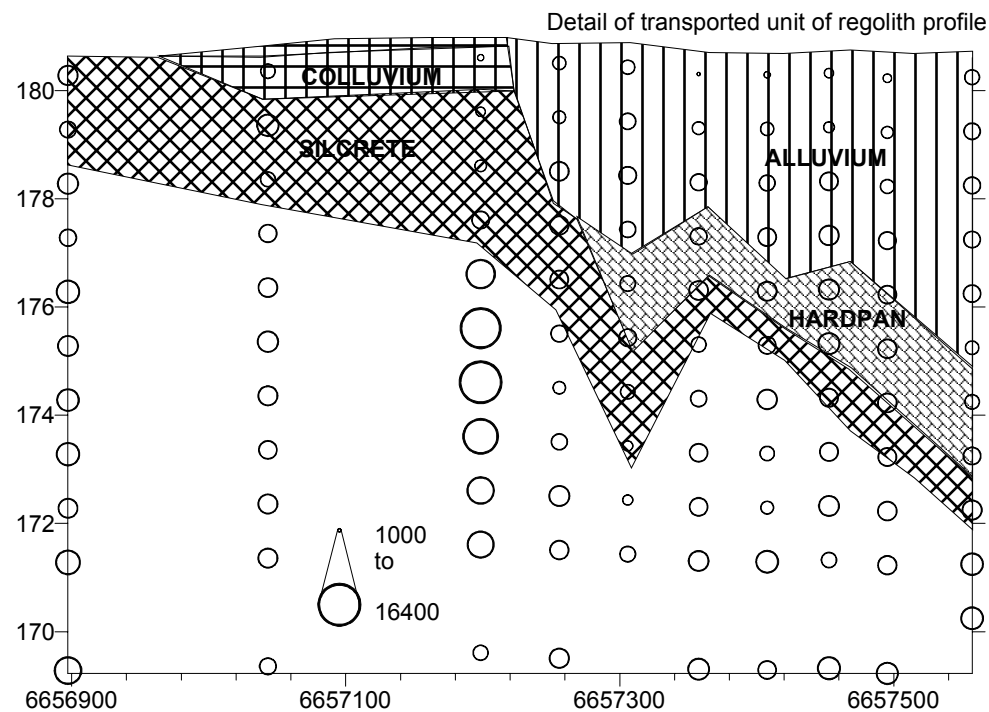 Detail of transported unit of regolith profile
COLLUVIUM
SILCRETE
ALLUVIUM
HARDPAN
180
178
176
174
172
170
1000
to
16400
6656900 6657100 6657300 6657500